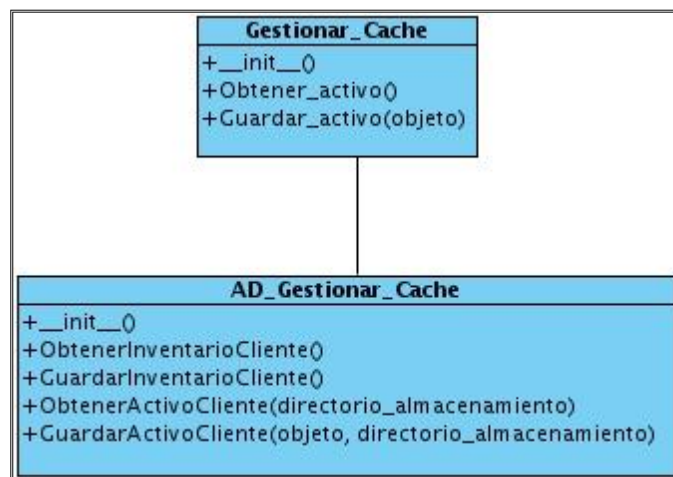 Gestionar_Cache
+__init__()
+Obtener_activo()
+Guardar_activo(objeto)
AD_Gestionar_Cache
+__init__()
+ObtenerInventarioCliente()
+GuardarInventarioCliente()
+ObtenerActivoCliente(directorio_almacenamiento)
+GuardarActivoCliente(objeto, directorio_almacenamiento)